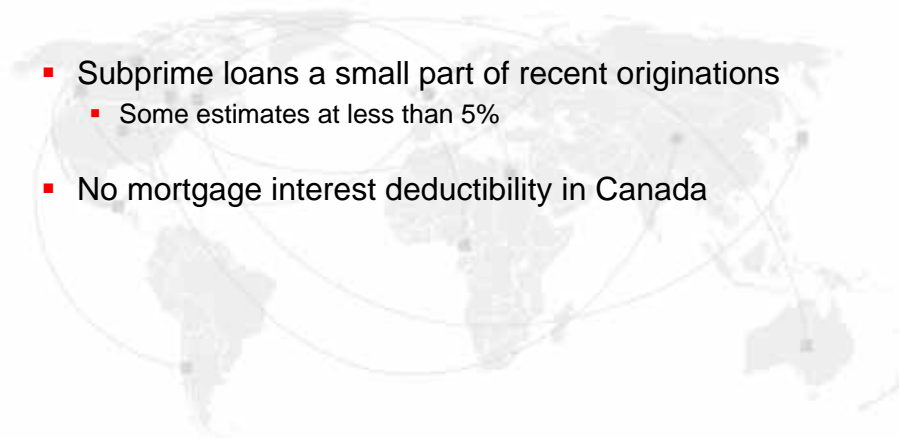 Subprime loans a small part of recent originations
Some estimates at less than 5%
No mortgage interest deductibility in Canada